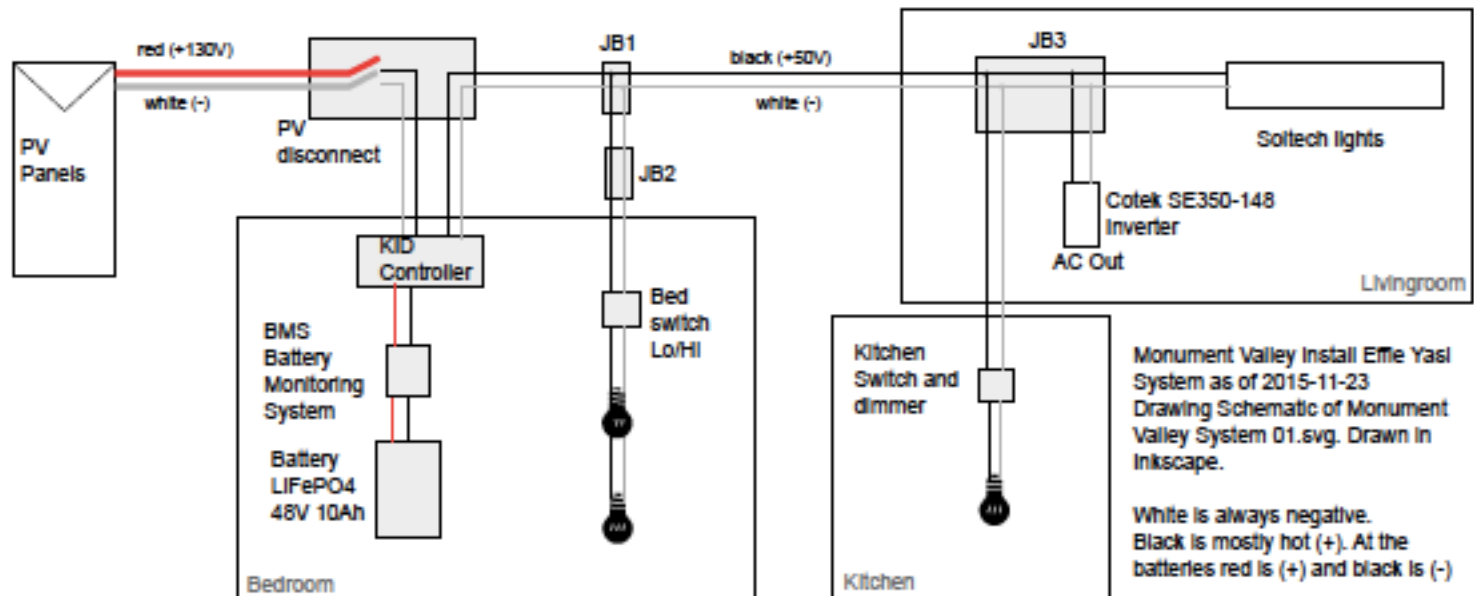 red (+130V)
white (-)
PV
Panels
PV
disconnect
JB1
black (+50V)
white (-)
JB2
JB3
Soltech lights
Cotek SE350-148
Inverter
AC Out
Livingroom
KID
Controller
BMS
Battery
Monitoring
System
Battery
LiFePO4
48V 10Ah
Bedroom
Bed
switch
Lo/Hi
Kitchen
Switch and
dimmer
Kitchen
Monument Valley Install Effie Yasi
System as of 2015-11-23
Drawing Schematic of Monument
Valley System 01.svg. Drawn in
Inkscape.
White is always negative.
Black is mostly hot (+). At the
batteries red is (+) and black is (-)